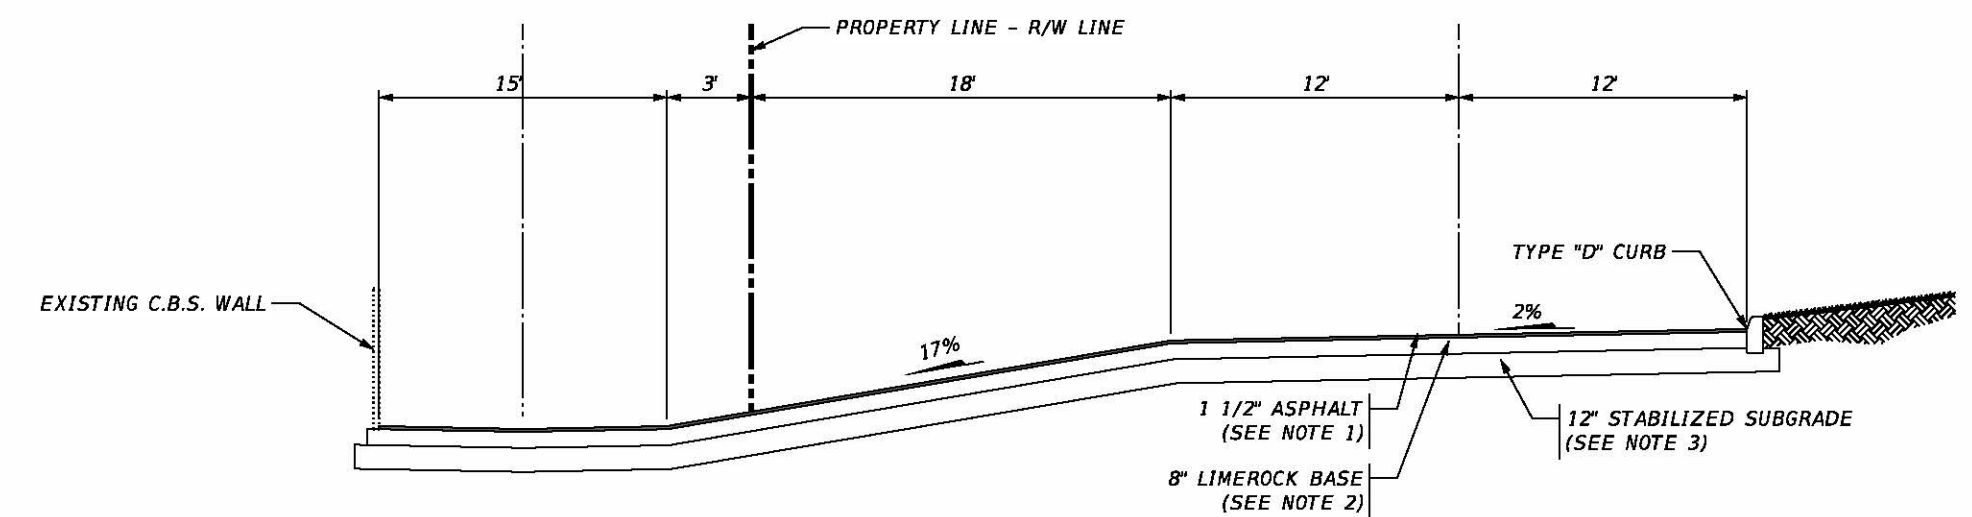 PROPERTY LINE - R/W LINE
15'
3'
18'
12'
12'
TYPE "D" CURB
EXISTING C.B.S. WALL
2%
17%
1 1/2" ASPHALT
(SEE NOTE 1)
12" STABILIZED SUBGRADE
(SEE NOTE 3)
8" LIMEROCK BASE
(SEE NOTE 2)